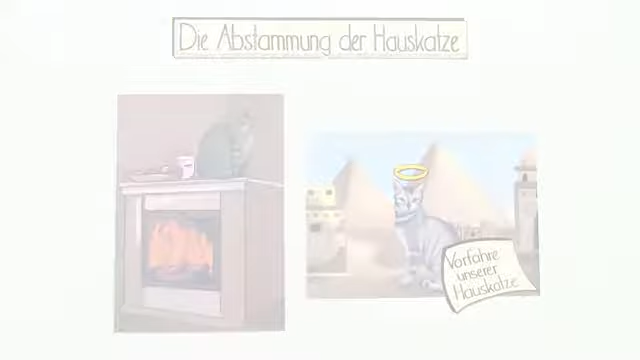 Die Abstammung der Hauskatze
Vorfahre
unserer
Hauskatze